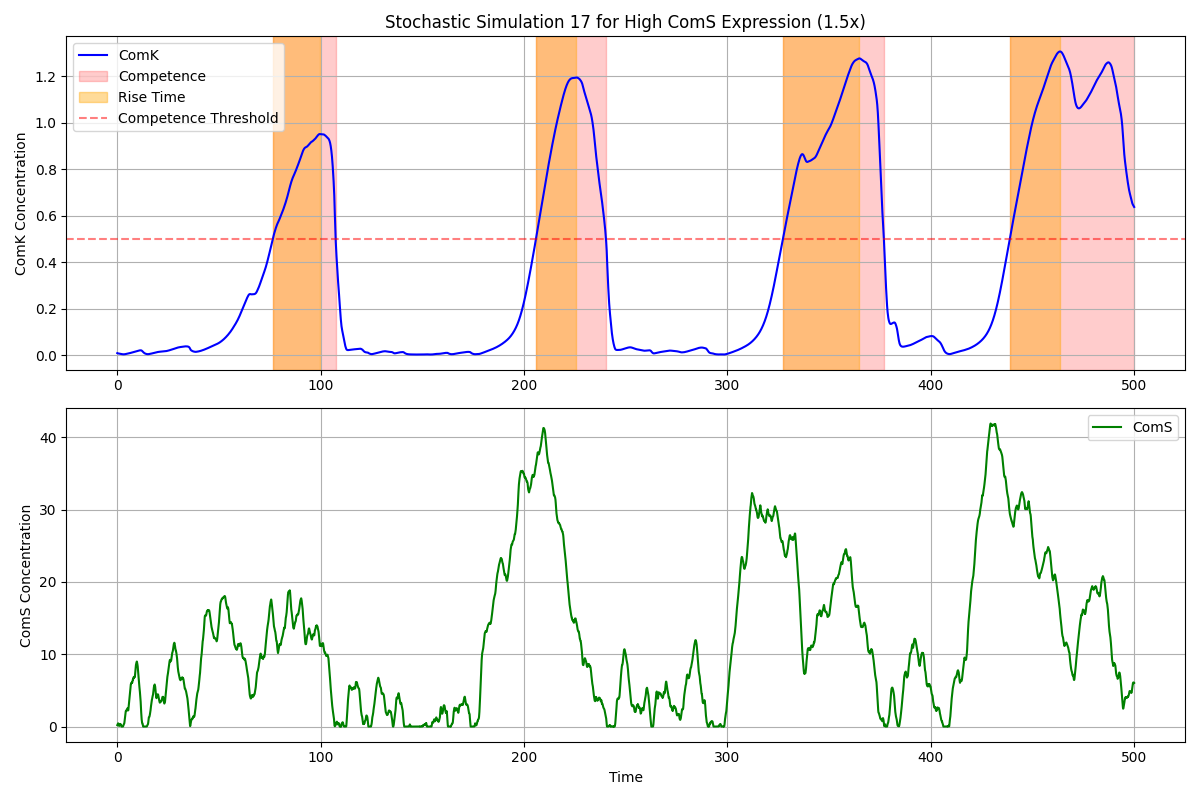 Stochastic Simulation 17 for High ComS Expression (1.5x)
ComK
Competence
Rise Time
Competence Threshold
ComK Concentration
1.2
1.0
0.8
0.6
0.4
0.2
0.0
0 100 200 300 400 500
ComS
ComS Concentration
40
30
20
10
0
0 100 200 300 400 500
Time